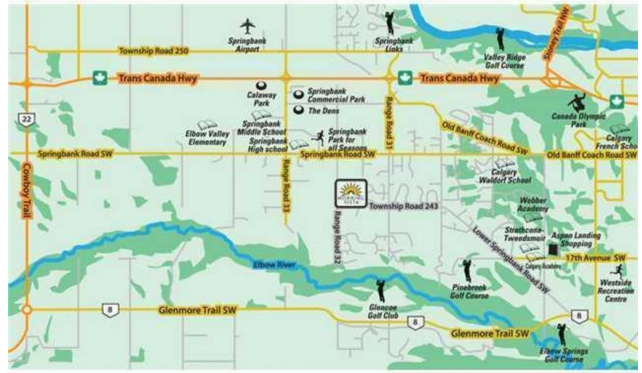 Springbank
Airport
Springbank
Links
Valley Ridge
Golf Course
Stoney Trail NW
Township Road 250
Trans Canada Hwy
Trans Canada Hwy
Calaway
Park
Springbank
Commercial Park
The Dens
Range Road 31
Canada Olympic
Park
Calgary
French School
22
Elbow Valley
Elementary
Springbank
Middle School
Springbank
High school
Springbank
Park for
all Seasons
Old Banff Coach Road
Springbank Road SW
Springbank Road SW
Old Banff Coach Road SW
Calgary
Waldorf School
Cowboy Trail
Range Road 33
MORNING
VISTA
Township Road 243
Range Road 32
Webber
Academy
Strathcona-
Tweedsmuir
Aspen Landing
Shopping
Calgary Academy
17th Avenue SW
Lower Springbank Road SW
Elbow River
Pinebrook
Golf Course
Westside
Recreation
Centre
Glencoe
Golf Club
8
8
8
Glenmore Trail SW
Glenmore Trail SW
Elbow Springs
Golf Course